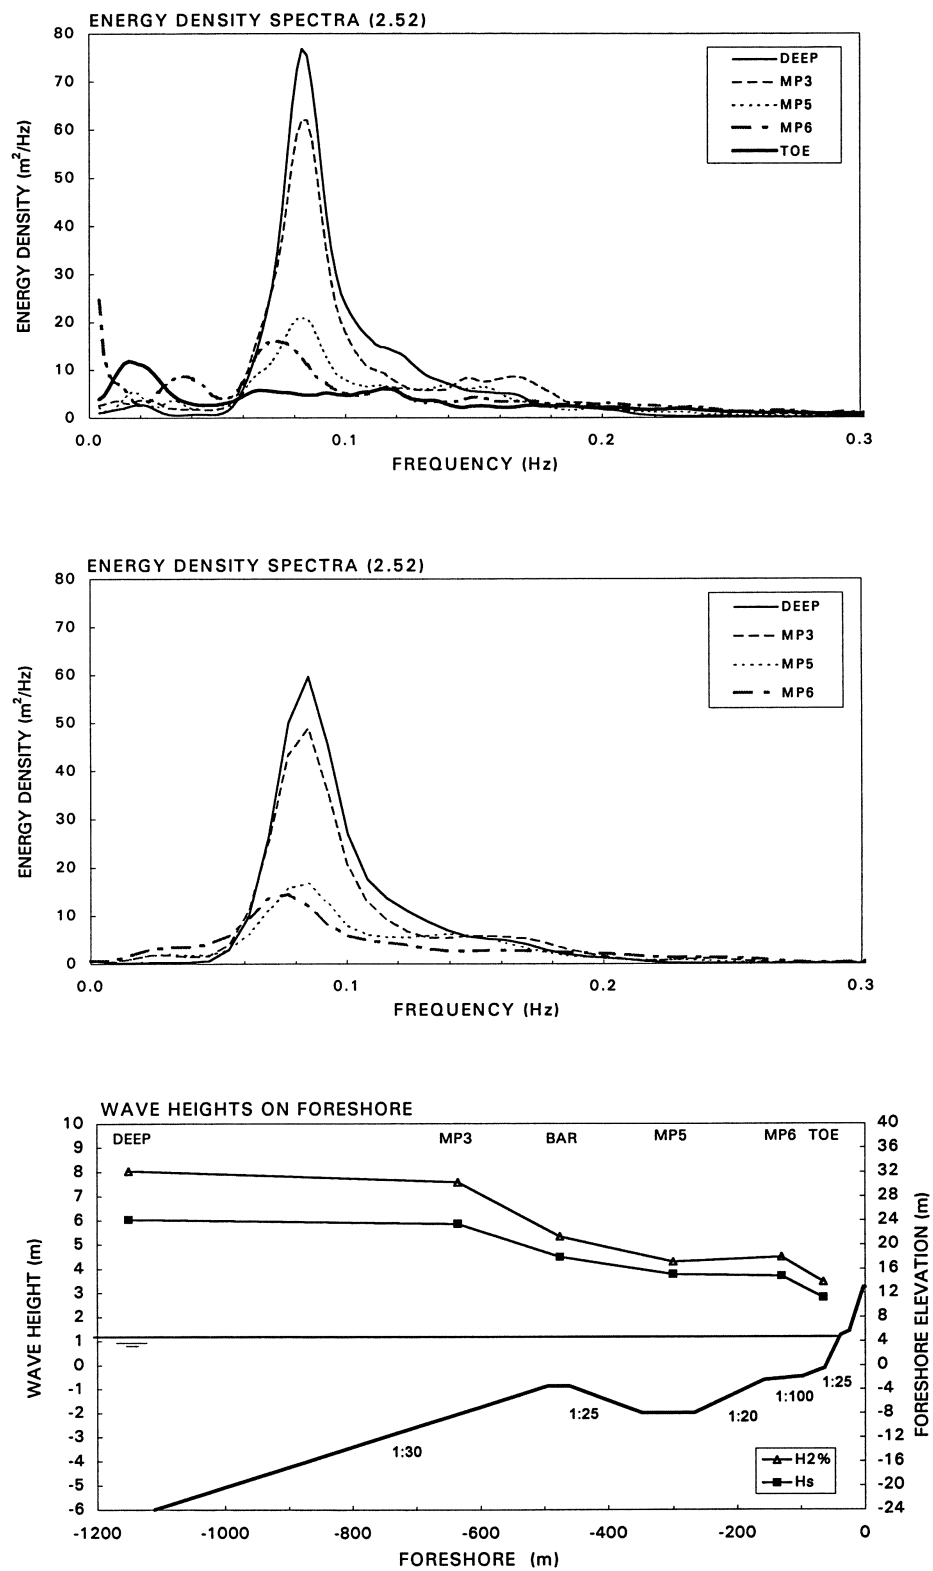 ENERGY DENSITY SPECTRA (2.52)
80
70
60
50
40
30
20
10
0
ENERGY DENSITY (m²/Hz)
DEEP
MP3
MP5
MP6
TOE
0.0 0.1 0.2 0.3
FREQUENCY (Hz)
ENERGY DENSITY SPECTRA (2.52)
80
70
60
50
40
30
20
10
0
ENERGY DENSITY (m²/Hz)
DEEP
MP3
MP5
MP6
0.0 0.1 0.2 0.3
FREQUENCY (Hz)
WAVE HEIGHTS ON FORESHORE
DEEP MP3 BAR MP5 MP6 TOE
10
9
8
7
6
5
4
3
2
1
0
-1
-2
-3
-4
-5
-6
WAVE HEIGHT (m)
40
36
32
28
24
20
16
12
8
4
0
-4
-8
-12
-16
-20
-24
FORESHORE ELEVATION (m)
1:30
1:25
1:20
1:100
1:25
H2%
Hs
-1200 -1000 -800 -600 -400 -200 0
FORESHORE (m)